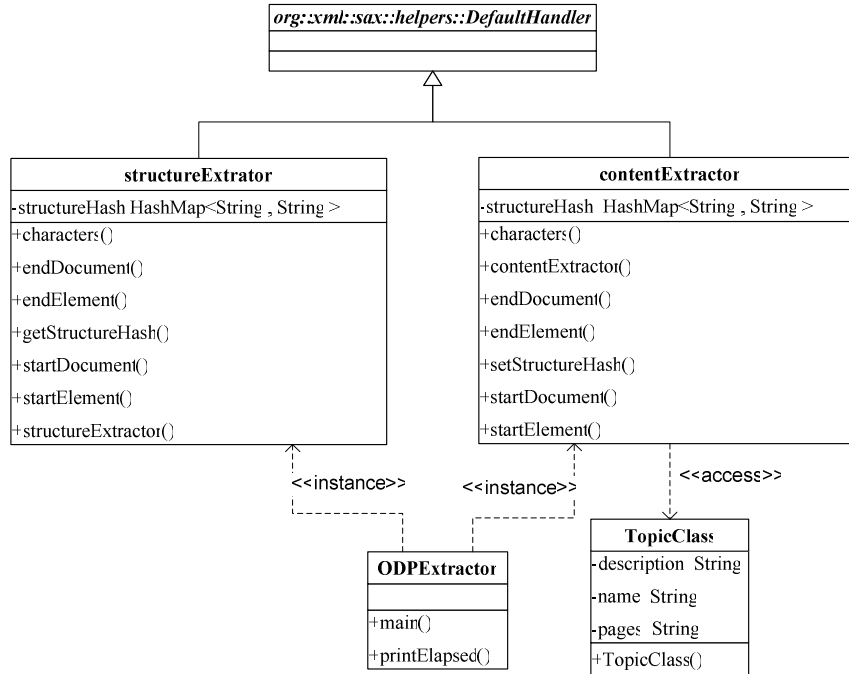 org::xml::sax::helpers::DefaultHandler
structureExtrator
-structureHash HashMap<String , String >
+characters()
+endDocument()
+endElement()
+getStructureHash()
+startDocument()
+startElement()
+structureExtractor()
contentExtractor
-structureHash HashMap<String , String >
+characters()
+contentExtractor()
+endDocument()
+endElement()
+setStructureHash()
+startDocument()
+startElement()
<<instance>>
<<instance>>
<<access>>
ODPExtractor
+main()
+printElapsed()
TopicClass
-description String
-name String
-pages String
+TopicClass()